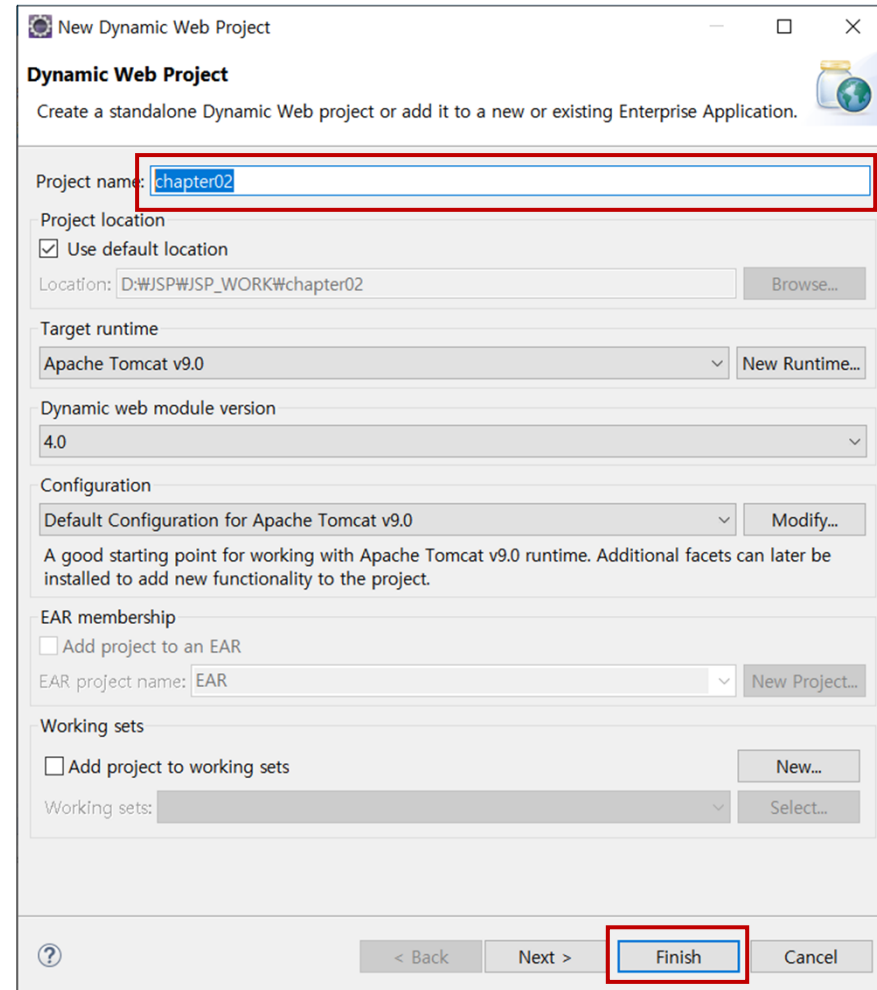 New Dynamic Web Project
Dynamic Web Project
Create a standalone Dynamic Web project or add it to a new or existing Enterprise Application.
Project name: chapter02
Project location
Use default location
Location: D:₩JSP₩JSP_WORK₩chapter02 Browse...
Target runtime
Apache Tomcat v9.0 New Runtime...
Dynamic web module version
4.0
Configuration
Default Configuration for Apache Tomcat v9.0 Modify...
A good starting point for working with Apache Tomcat v9.0 runtime. Additional facets can later be
installed to add new functionality to the project.
EAR membership
Add project to an EAR
EAR project name: EAR New Project...
Working sets
Add project to working sets New...
Working sets: Select...
? < Back Next > Finish Cancel